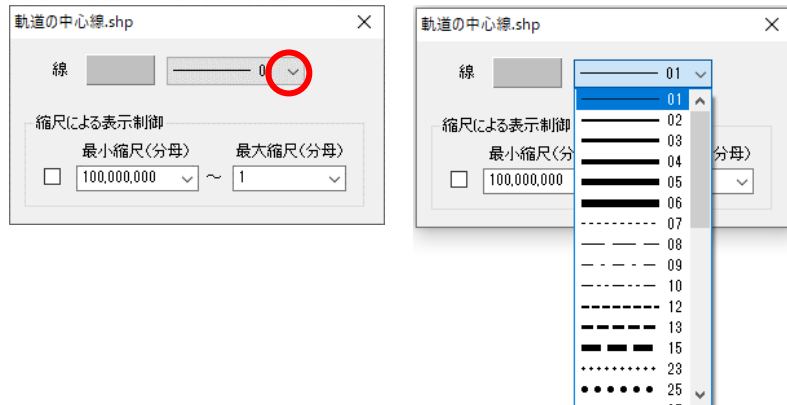 軌道の中心線.shp
線
縮尺による表示制御
最小縮尺(分母) 最大縮尺(分母)
100,000,000 ～ 1
軌道の中心線.shp
線 01
縮尺による表示制御
最小縮尺(分 分母)
100,000,000
01
02
03
04
05
06
07
08
09
10
12
13
15
23
25